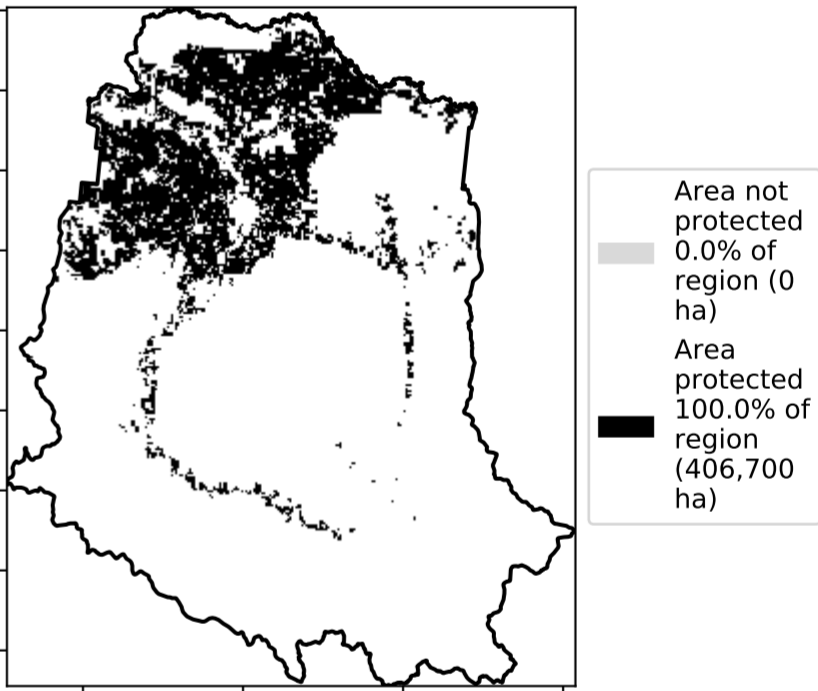 Area not
protected
0.0% of
region (0
ha)
Area
protected
100.0% of
region
(406,700
ha)